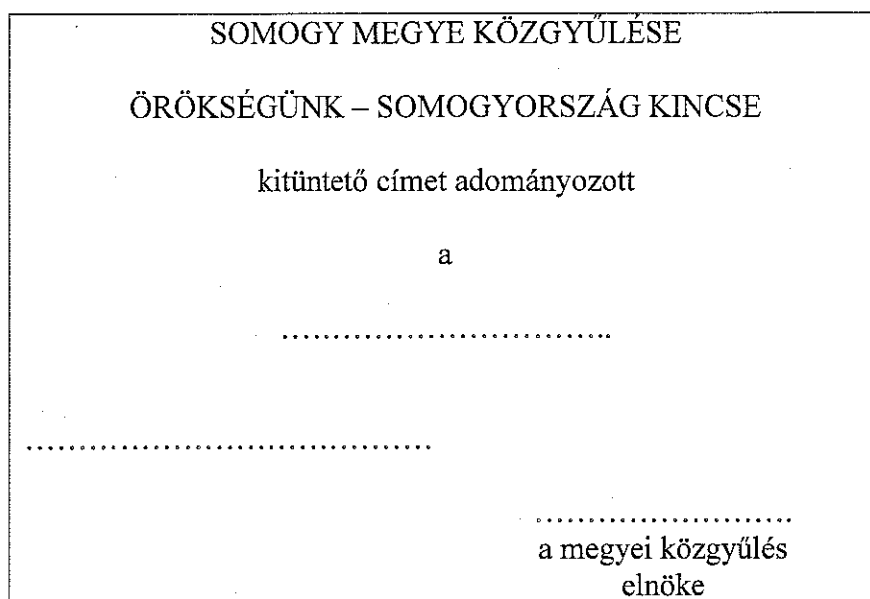 SOMOGY MEGYE KÖZGYŰLÉSE
ÖRÖKSÉGÜNK – SOMOGYORSZÁG KINCSE
kitüntető címet adományozott
a
................................
.....................................
........................
a megyei közgyűlés
elnöke